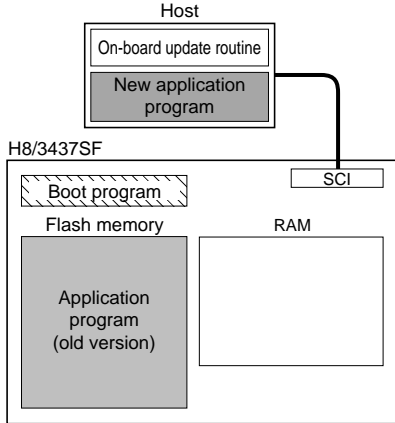 Host
On-board update routine
New application
program
H8/3437SF
SCI
Boot program
Flash memory
RAM
Application
program
(old version)